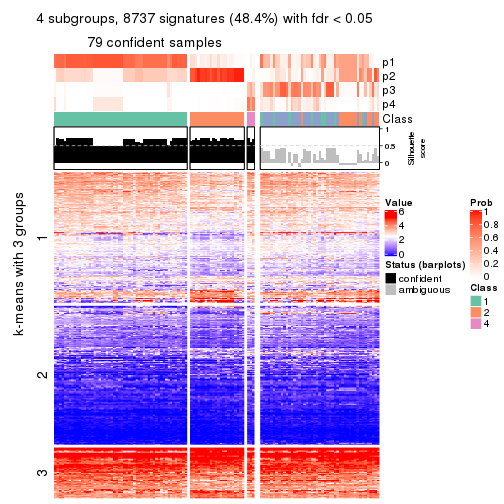 4 subgroups, 8737 signatures (48.4%) with fdr < 0.05
79 confident samples
p1
p2
p3
p4
Class
1
0.5
0
Silhouette
score
k-means with 3 groups
1
2
3
Value
6
4
2
0
Status (barplots)
confident
ambiguous
Prob
1
0.8
0.6
0.4
0.2
0
Class
1
2
4